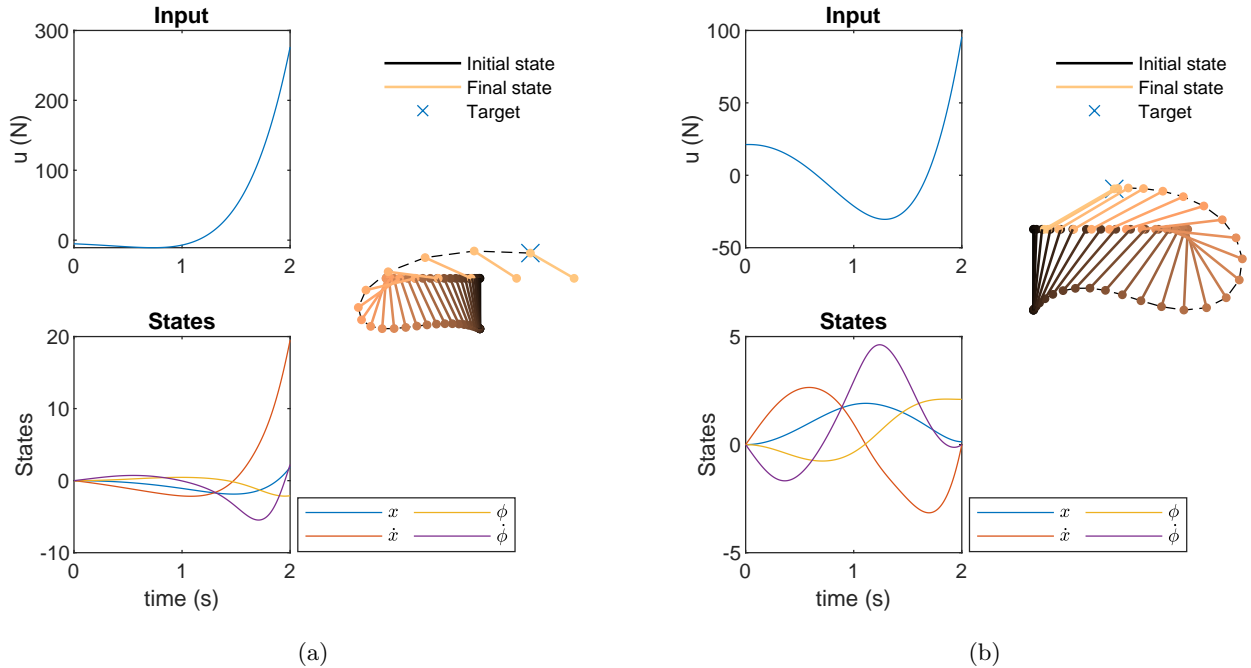 Input
300
200
100
0
u (N)
0
1
2
Initial state
Final state
Target
States
20
10
0
-10
States
0
1
2
time (s)
x
ẋ
ϕ
ϕ̇
(a)
Input
100
50
0
-50
u (N)
0
1
2
Initial state
Final state
Target
States
5
0
-5
States
0
1
2
time (s)
x
ẋ
ϕ
ϕ̇
(b)